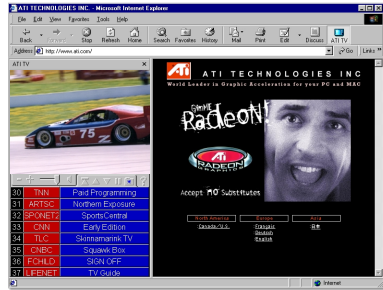 ATI TECHNOLOGIES INC. - Microsoft Internet Explorer
File Edit View Favorites Tools Help
Back Forward Stop Refresh Home Search Favorites History Mail Print Edit Discuss ATI TV
Address http://www.ati.com/ Go Links »
ATI TV
75
30 TNN Paid Programming
31 ARTSC Northern Exposure
32 SPONET2 SportsCentral
33 CNN Early Edition
34 TLC Skinnamarink TV
35 CNBC Squawk Box
36 FCHILD SIGN OFF
37 LIFENET TV Guide
ATI
ATI TECHNOLOGIES INC
World Leader in Graphic Acceleration for your PC and MAC
GIMME
RadeoN!
ATI
RADEON
GRAPHICS
Accept NO Substitutes
North America Europe Asia
Canada/U.S. Français 日本
Deutsch
English
Internet